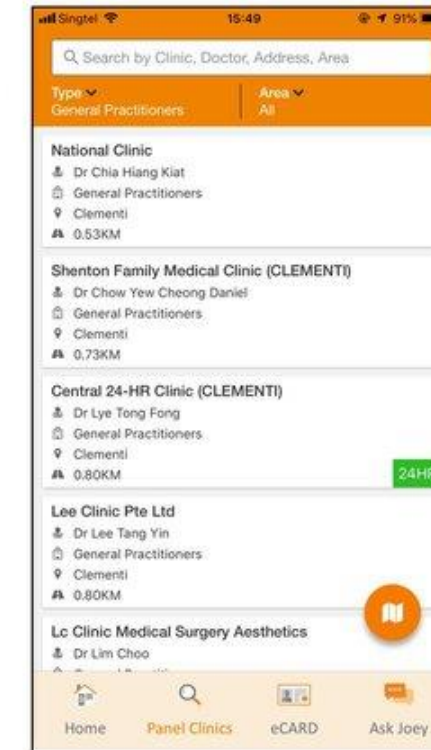 Singtel 15:49 91%
Search by Clinic, Doctor, Address, Area
Type Area
General Practitioners All
National Clinic
Dr Chia Hiang Kiat
General Practitioners
Clementi
0.53KM
Shenton Family Medical Clinic (CLEMENTI)
Dr Chow Yew Cheong Daniel
General Practitioners
Clementi
0.73KM
Central 24-HR Clinic (CLEMENTI)
Dr Lye Tong Fong
General Practitioners
Clementi
0.80KM
24HR
Lee Clinic Pte Ltd
Dr Lee Tang Yin
General Practitioners
Clementi
0.80KM
Lc Clinic Medical Surgery Aesthetics
Dr Lim Choo
Home Panel Clinics eCARD Ask Joey